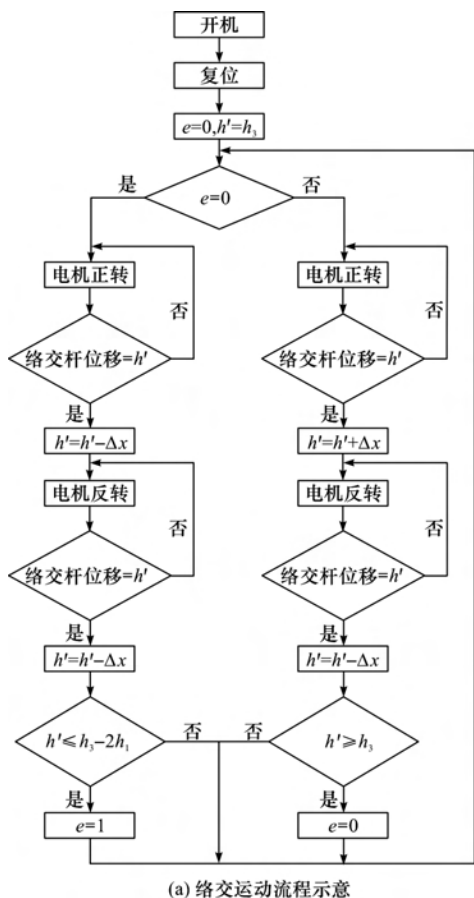 开机
复位
e=0,h′=h₃
是 e=0 否
电机正转 电机正转
否 否
络交杆位移=h′ 络交杆位移=h′
是 是
h′=h′−Δx h′=h′+Δx
电机反转 电机反转
否 否
络交杆位移=h′ 络交杆位移=h′
是 是
h′=h′−Δx h′=h′−Δx
h′≤h₃−2h₁ 否 否 h′≥h₃
是 是
e=1 e=0
(a) 络交运动流程示意